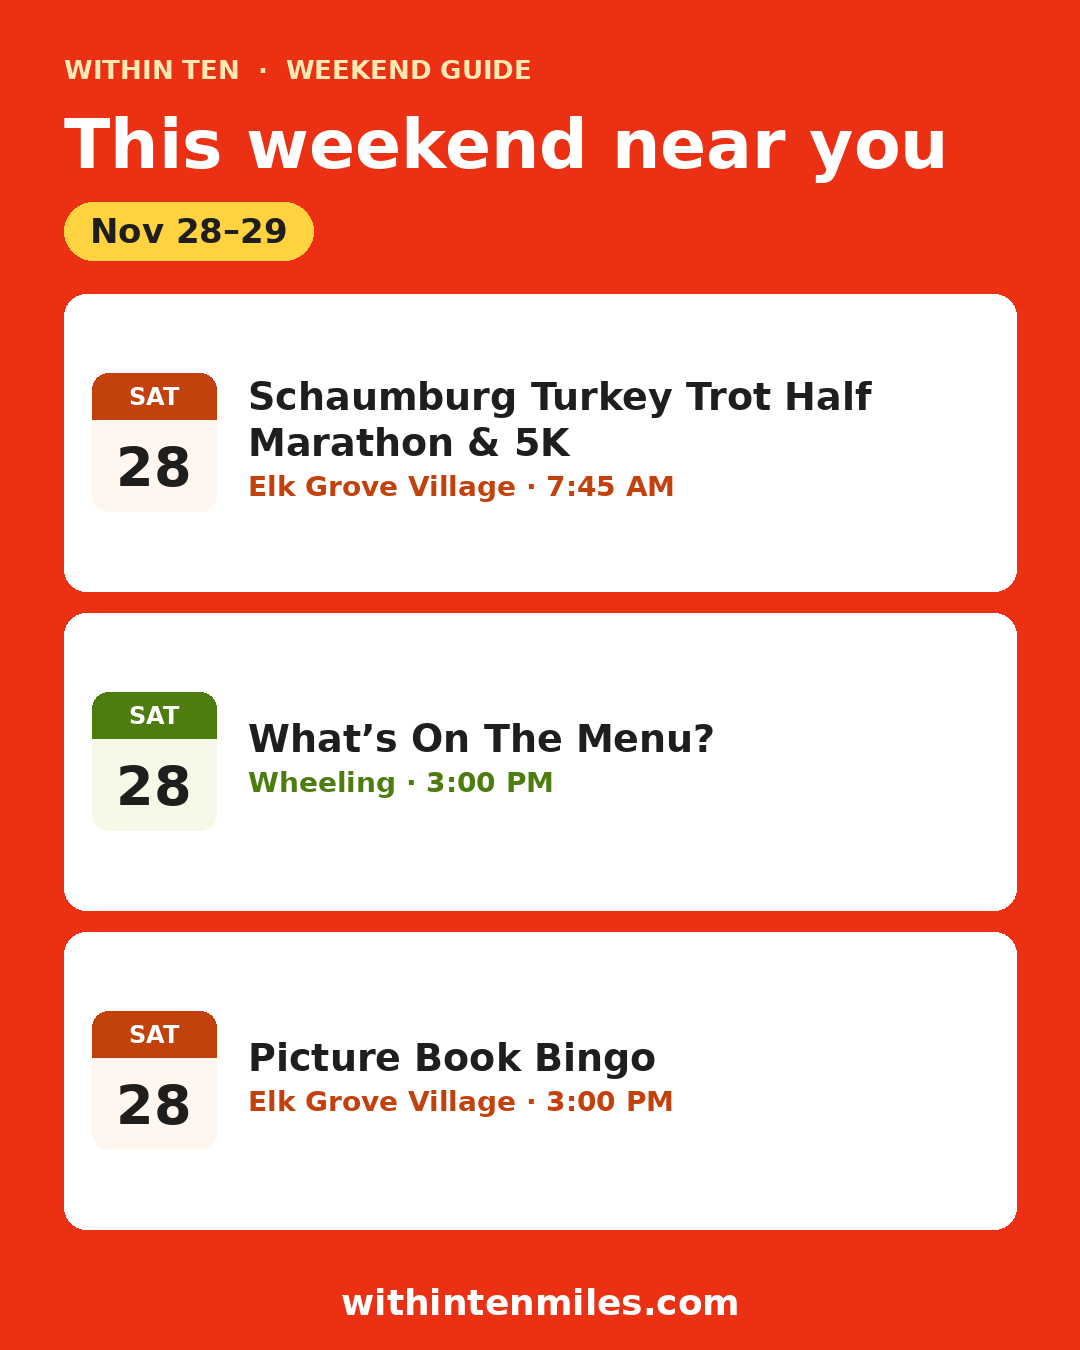 WITHIN TEN · WEEKEND GUIDE
This weekend near you
Nov 28–29
SAT
28
Schaumburg Turkey Trot Half
Marathon & 5K
Elk Grove Village · 7:45 AM
SAT
28
What’s On The Menu?
Wheeling · 3:00 PM
SAT
28
Picture Book Bingo
Elk Grove Village · 3:00 PM
withintenmiles.com